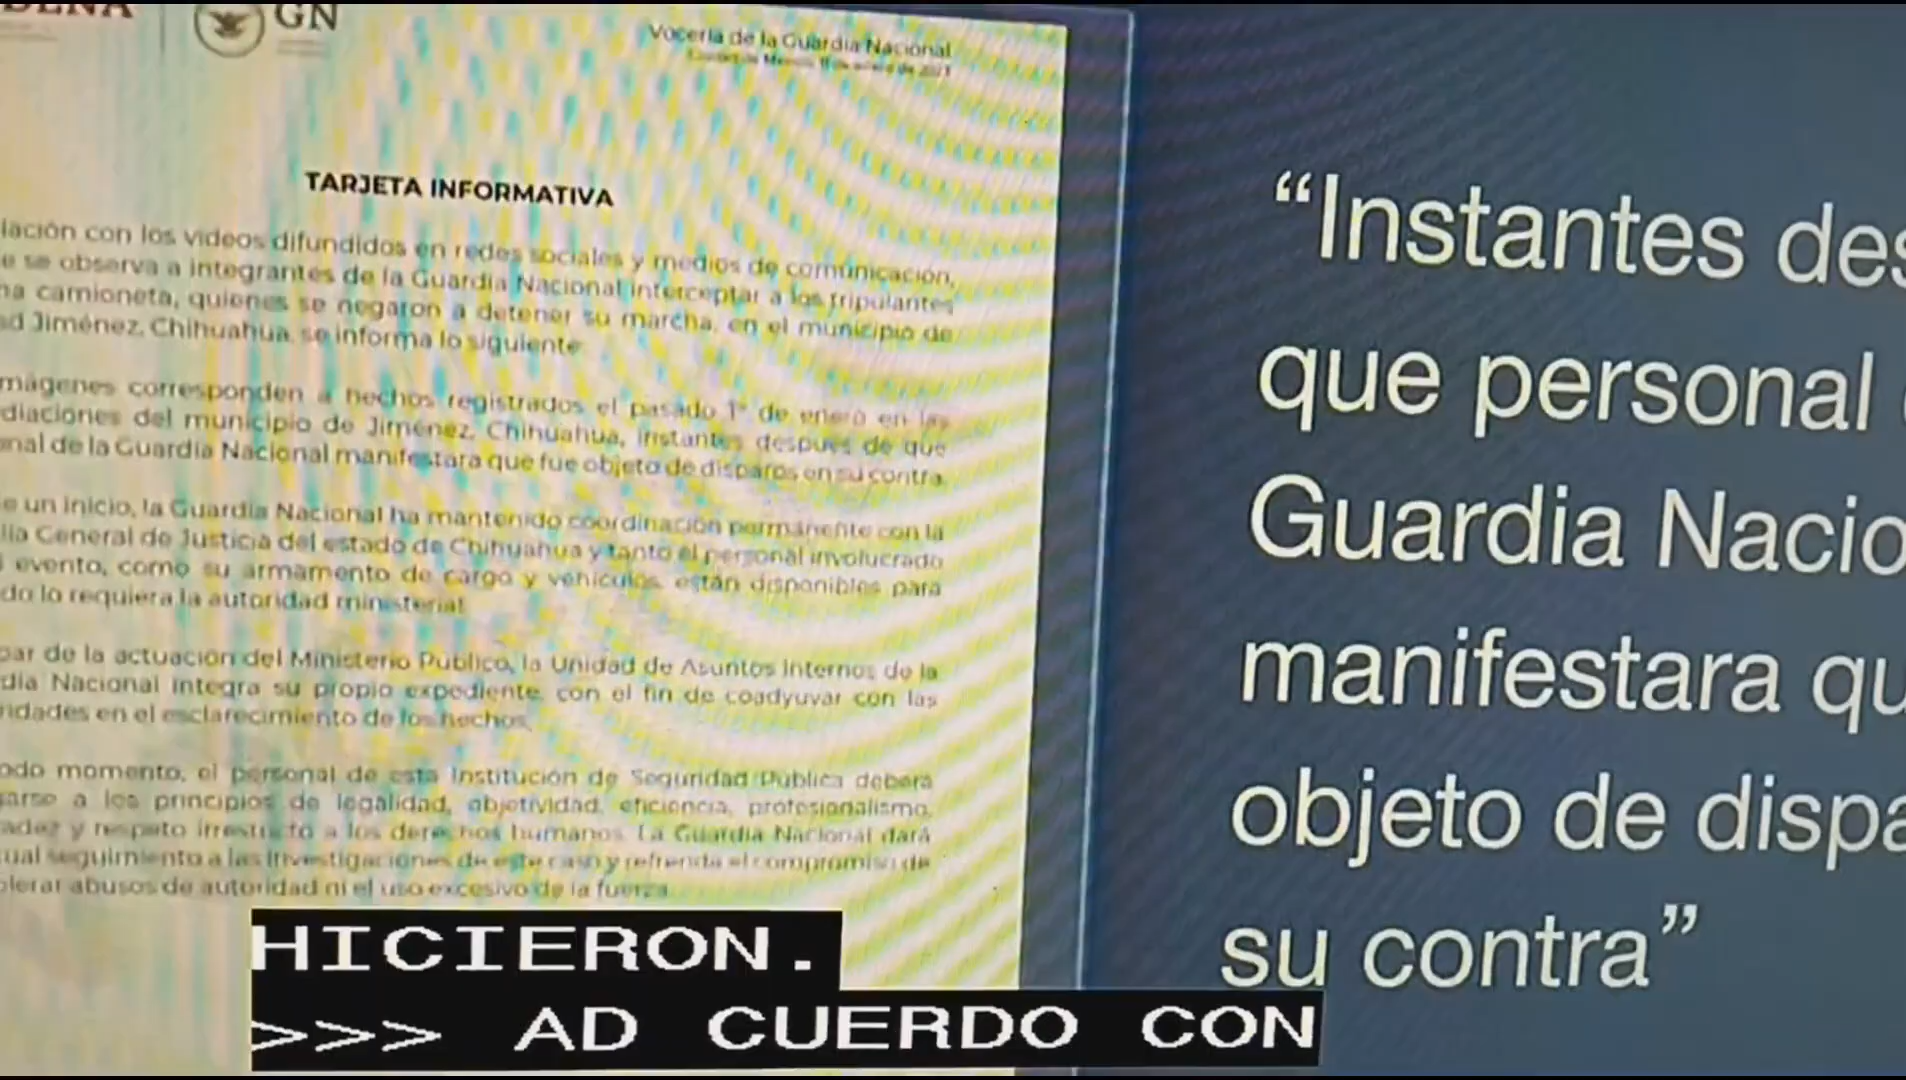 GN
Vocería de la Guardia Nacional
TARJETA INFORMATIVA
lación con los videos difundidos en redes sociales y medios de comunicación,
e se observa a integrantes de la Guardia Nacional interceptar a los tripulantes
na camioneta, quienes se negaron a detener su marcha, en el municipio de
ad Jiménez, Chihuahua, se informa lo siguiente
mágenes corresponden a hechos registrados el pasado 1° de enero en las
diaciones del municipio de Jiménez, Chihuahua, instantes después de que
onal de la Guardia Nacional manifestara que fue objeto de disparos en su contra.
e un inicio, la Guardia Nacional ha mantenido coordinación permanente con la
lía General de Justicia del estado de Chihuahua y tanto el personal involucrado
evento, como su armamento de cargo y vehículos, están disponibles para
do lo requiera la autoridad ministerial
par de la actuación del Ministerio Público, la Unidad de Asuntos Internos de la
dia Nacional integra su propio expediente, con el fin de coadyuvar con las
ridades en el esclarecimiento de los hechos.
odo momento, el personal de esta Institución de Seguridad Pública deberá
garse a los principios de legalidad, objetividad, eficiencia, profesionalismo,
adez y respeto irrestricto a los derechos humanos. La Guardia Nacional dará
ual seguimiento a las investigaciones de este caso y refrenda el compromiso de
olerar abusos de autoridad ni el uso excesivo de la fuerza.
“Instantes des
que personal
Guardia Nacio
manifestara qu
objeto de dispa
su contra”
HICIERON.
>>> AD CUERDO CON